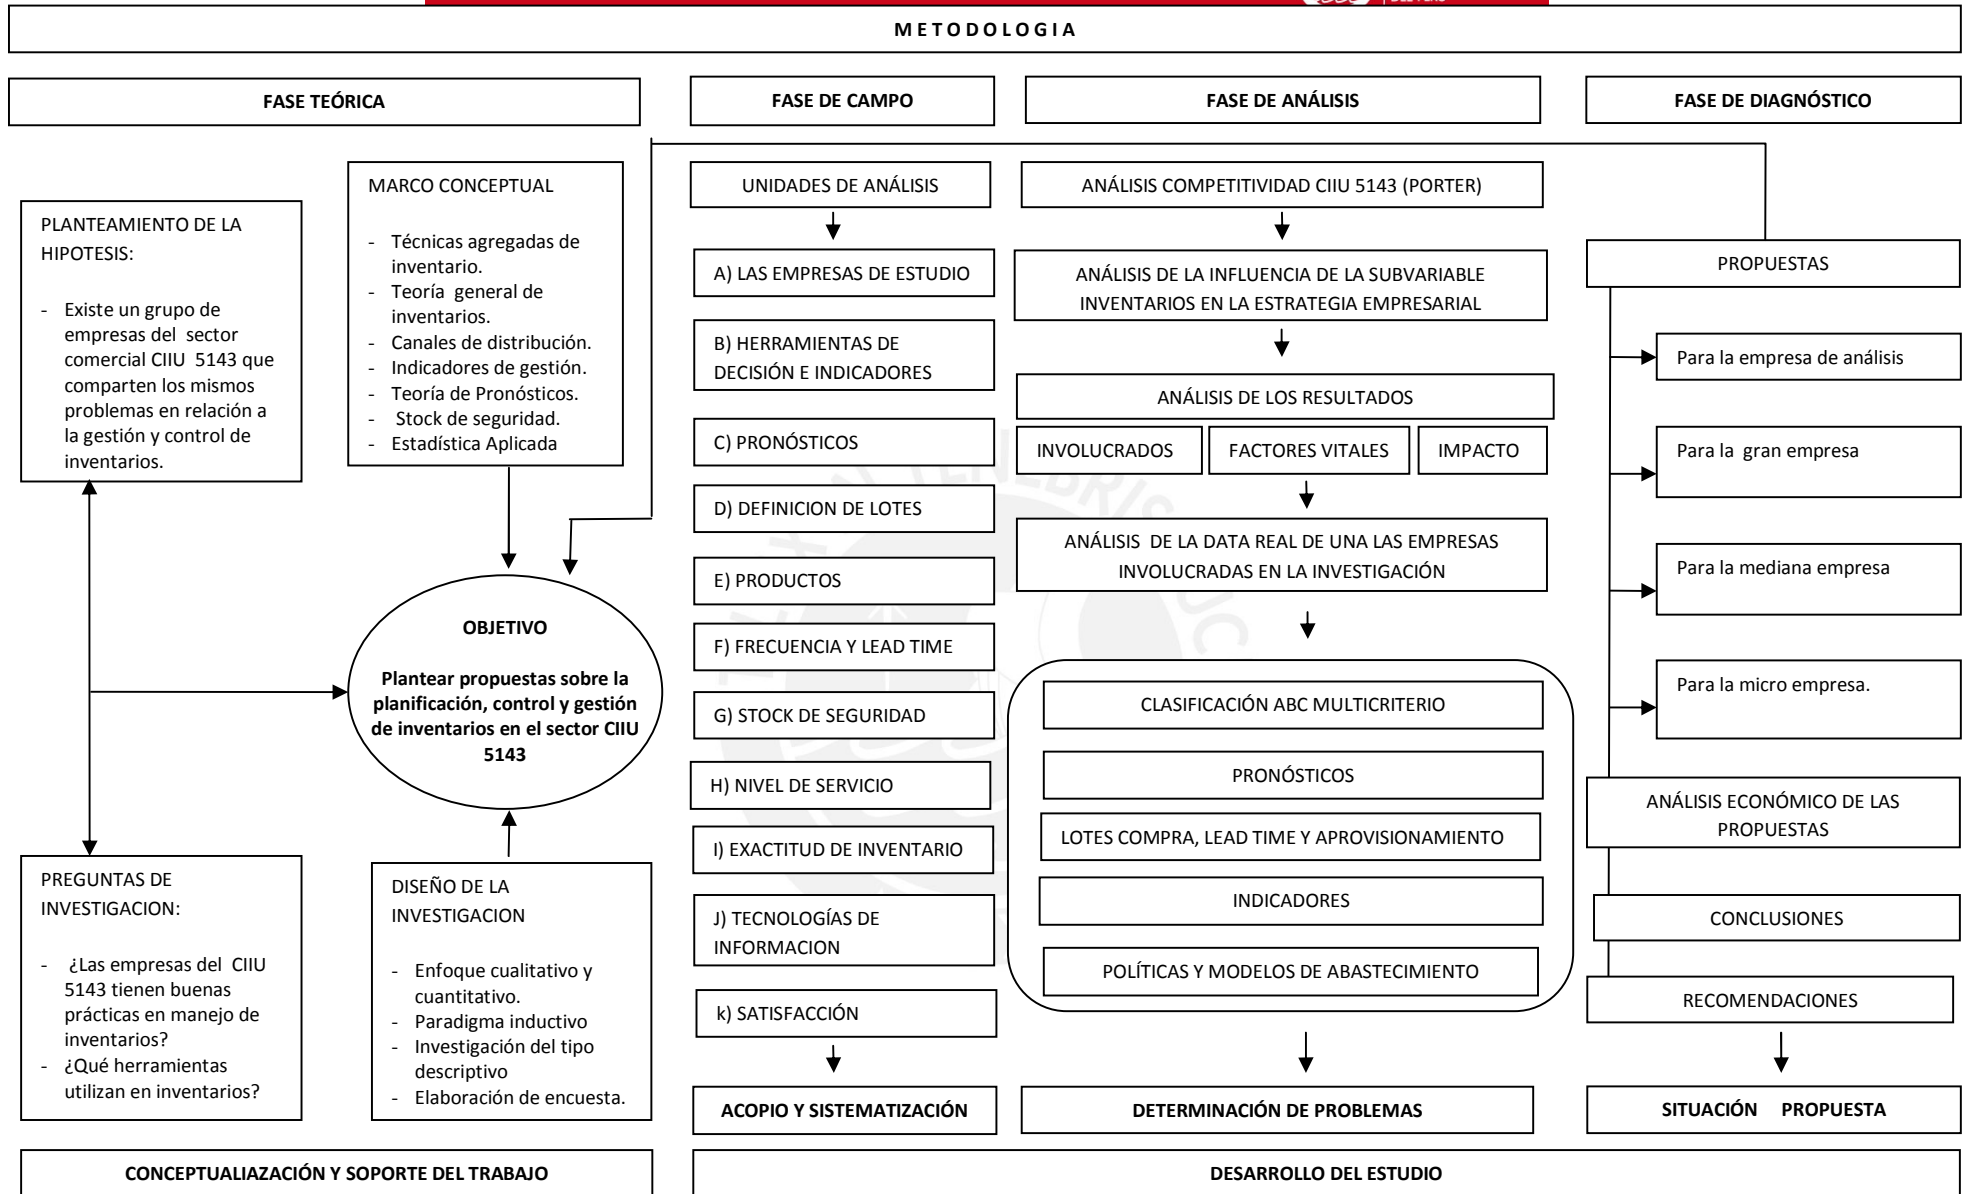 METODOLOGIA
FASE TEÓRICA
PLANTEAMIENTO DE LA
HIPOTESIS:
- Existe un grupo de
empresas del sector
comercial CIIU 5143 que
comparten los mismos
problemas en relación a
la gestión y control de
inventarios.
MARCO CONCEPTUAL
- Técnicas agregadas de
inventario.
- Teoría general de
inventarios.
- Canales de distribución.
- Indicadores de gestión.
- Teoría de Pronósticos.
- Stock de seguridad.
- Estadística Aplicada
OBJETIVO
Plantear propuestas sobre la
planificación, control y gestión
de inventarios en el sector CIIU
5143
PREGUNTAS DE
INVESTIGACION:
- ¿Las empresas del CIIU
5143 tienen buenas
prácticas en manejo de
inventarios?
- ¿Qué herramientas
utilizan en inventarios?
DISEÑO DE LA
INVESTIGACION
- Enfoque cualitativo y
cuantitativo.
- Paradigma inductivo
- Investigación del tipo
descriptivo
- Elaboración de encuesta.
CONCEPTUALIAZACIÓN Y SOPORTE DEL TRABAJO
FASE DE CAMPO
UNIDADES DE ANÁLISIS
A) LAS EMPRESAS DE ESTUDIO
B) HERRAMIENTAS DE
DECISIÓN E INDICADORES
C) PRONÓSTICOS
D) DEFINICION DE LOTES
E) PRODUCTOS
F) FRECUENCIA Y LEAD TIME
G) STOCK DE SEGURIDAD
H) NIVEL DE SERVICIO
I) EXACTITUD DE INVENTARIO
J) TECNOLOGÍAS DE
INFORMACION
k) SATISFACCIÓN
ACOPIO Y SISTEMATIZACIÓN
FASE DE ANÁLISIS
ANÁLISIS COMPETITIVIDAD CIIU 5143 (PORTER)
ANÁLISIS DE LA INFLUENCIA DE LA SUBVARIABLE
INVENTARIOS EN LA ESTRATEGIA EMPRESARIAL
ANÁLISIS DE LOS RESULTADOS
INVOLUCRADOS
FACTORES VITALES
IMPACTO
ANÁLISIS DE LA DATA REAL DE UNA LAS EMPRESAS
INVOLUCRADAS EN LA INVESTIGACIÓN
CLASIFICACIÓN ABC MULTICRITERIO
PRONÓSTICOS
LOTES COMPRA, LEAD TIME Y APROVISIONAMIENTO
INDICADORES
POLÍTICAS Y MODELOS DE ABASTECIMIENTO
DETERMINACIÓN DE PROBLEMAS
FASE DE DIAGNÓSTICO
PROPUESTAS
Para la empresa de análisis
Para la gran empresa
Para la mediana empresa
Para la micro empresa.
ANÁLISIS ECONÓMICO DE LAS
PROPUESTAS
CONCLUSIONES
RECOMENDACIONES
SITUACIÓN PROPUESTA
DESARROLLO DEL ESTUDIO